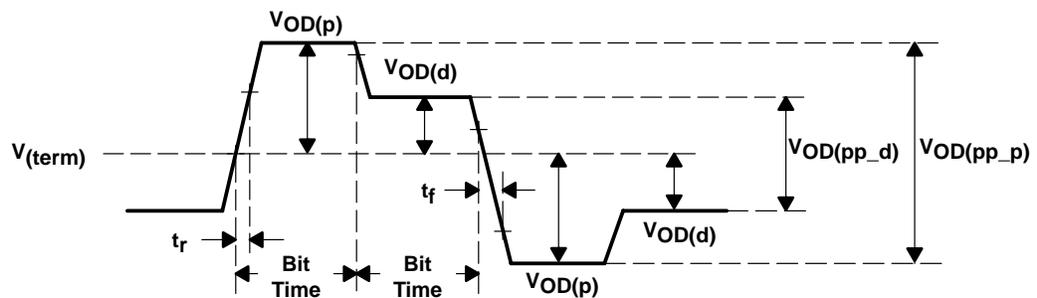 VOD(p)
VOD(d)
V(term)
VOD(pp_d)
VOD(pp_p)
tf
VOD(d)
tr
Bit
Time
Bit
Time
VOD(p)